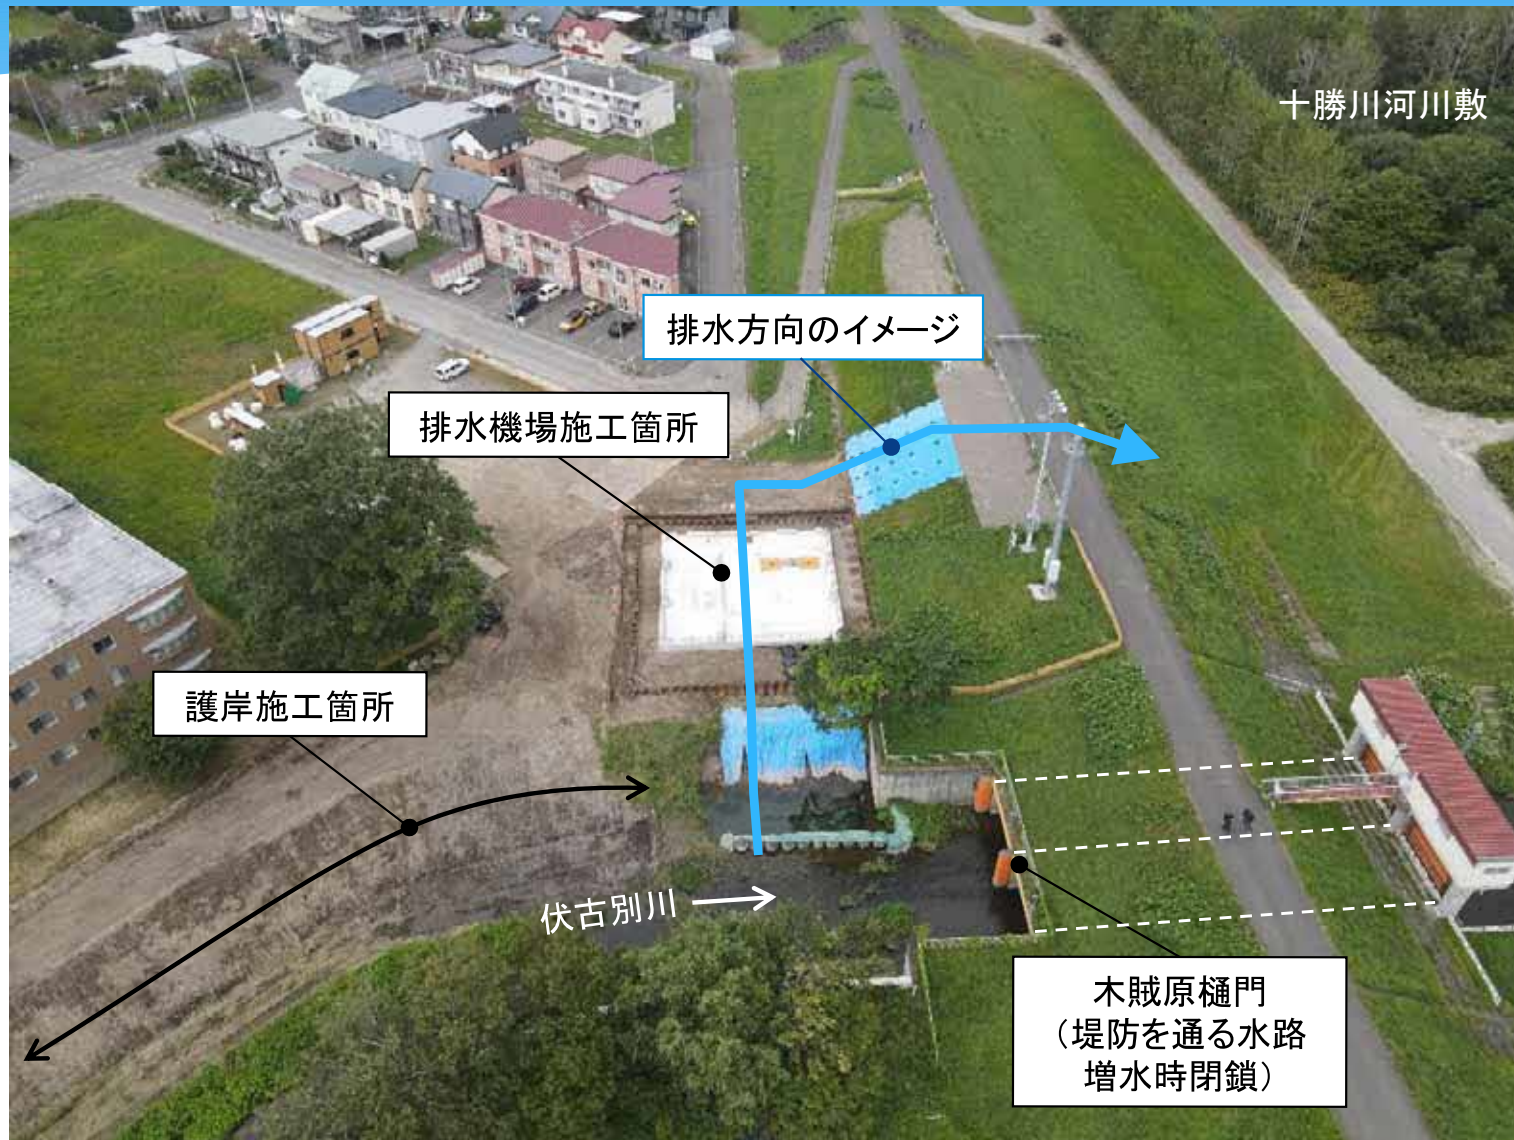 十勝川河川敷
排水方向のイメージ
排水機場施工箇所
護岸施工箇所
伏古別川
木賊原樋門
（堤防を通る水路
増水時閉鎖）